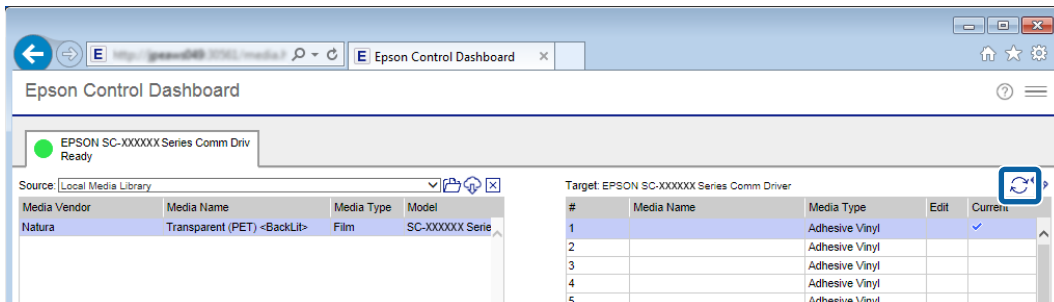 E http:// E Epson Control Dashboard
Epson Control Dashboard
EPSON SC-XXXXXX Series Comm Driv
Ready
Source: Local Media Library
Target: EPSON SC-XXXXXX Series Comm Driver
Media Vendor Media Name Media Type Model
# Media Name Media Type Edit Current
Natura Transparent (PET) <BackLit> Film SC-XXXXXX Serie
1 Adhesive Vinyl
2 Adhesive Vinyl
3 Adhesive Vinyl
4 Adhesive Vinyl
5 Adhesive Vinyl